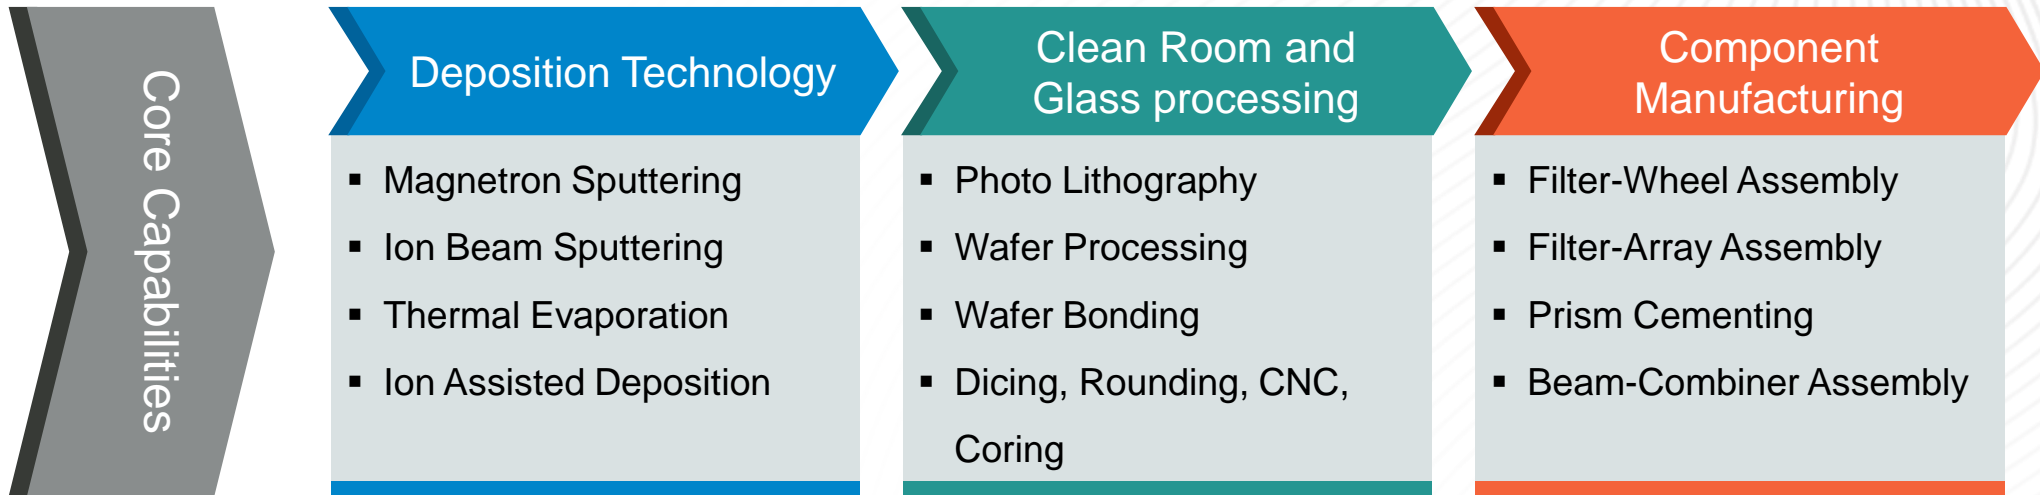 Core Capabilities
Deposition Technology
▪ Magnetron Sputtering
▪ Ion Beam Sputtering
▪ Thermal Evaporation
▪ Ion Assisted Deposition
Clean Room and
Glass processing
▪ Photo Lithography
▪ Wafer Processing
▪ Wafer Bonding
▪ Dicing, Rounding, CNC,
Coring
Component
Manufacturing
▪ Filter-Wheel Assembly
▪ Filter-Array Assembly
▪ Prism Cementing
▪ Beam-Combiner Assembly